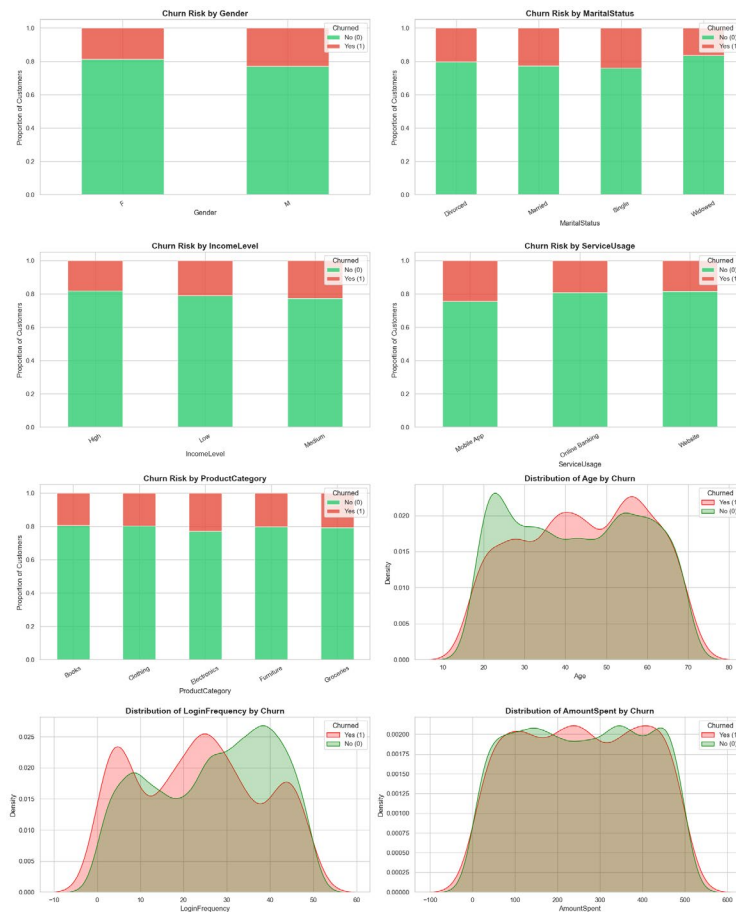 Churn Risk by Gender
Churned
No (0)
Yes (1)
Proportion of Customers
1.0
0.8
0.6
0.4
0.2
0.0
F
M
Gender
Churn Risk by MaritalStatus
Churned
No (0)
Yes (1)
Proportion of Customers
1.0
0.8
0.6
0.4
0.2
0.0
Divorced
Married
Single
Widowed
MaritalStatus
Churn Risk by IncomeLevel
Churned
No (0)
Yes (1)
Proportion of Customers
1.0
0.8
0.6
0.4
0.2
0.0
High
Low
Medium
IncomeLevel
Churn Risk by ServiceUsage
Churned
No (0)
Yes (1)
Proportion of Customers
1.0
0.8
0.6
0.4
0.2
0.0
Mobile App
Online Banking
Website
ServiceUsage
Churn Risk by ProductCategory
Churned
No (0)
Yes (1)
Proportion of Customers
1.0
0.8
0.6
0.4
0.2
0.0
Books
Clothing
Electronics
Furniture
Groceries
ProductCategory
Distribution of Age by Churn
Churned
Yes (1)
No (0)
Density
0.020
0.015
0.010
0.005
0.000
10 20 30 40 50 60 70 80
Age
Distribution of LoginFrequency by Churn
Churned
Yes (1)
No (0)
Density
0.025
0.020
0.015
0.010
0.005
0.000
−10 0 10 20 30 40 50 60
LoginFrequency
Distribution of AmountSpent by Churn
Churned
Yes (1)
No (0)
Density
0.00200
0.00175
0.00150
0.00125
0.00100
0.00075
0.00050
0.00025
0.00000
−100 0 100 200 300 400 500 600
AmountSpent